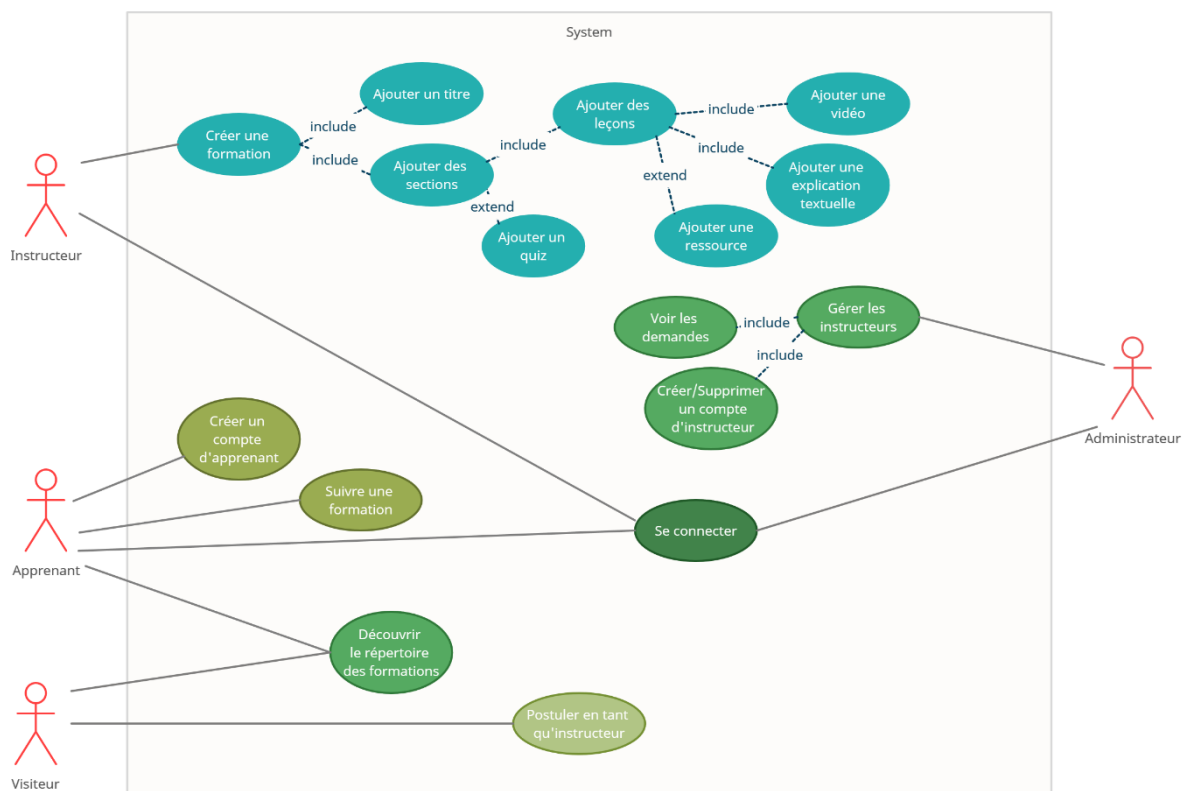 System
Ajouter un titre
Ajouter des
leçons
include
Ajouter une
vidéo
Créer une
formation
include
include
include
include
Ajouter des
sections
extend
Ajouter une
explication
textuelle
extend
Ajouter un
quiz
Ajouter une
ressource
Instructeur
Voir les
demandes
include
Gérer les
instructeurs
include
Créer/Supprimer
un compte
d'instructeur
Administrateur
Créer un
compte
d'apprenant
Suivre une
formation
Se connecter
Apprenant
Découvrir
le répertoire
des formations
Postuler en tant
qu'instructeur
Visiteur